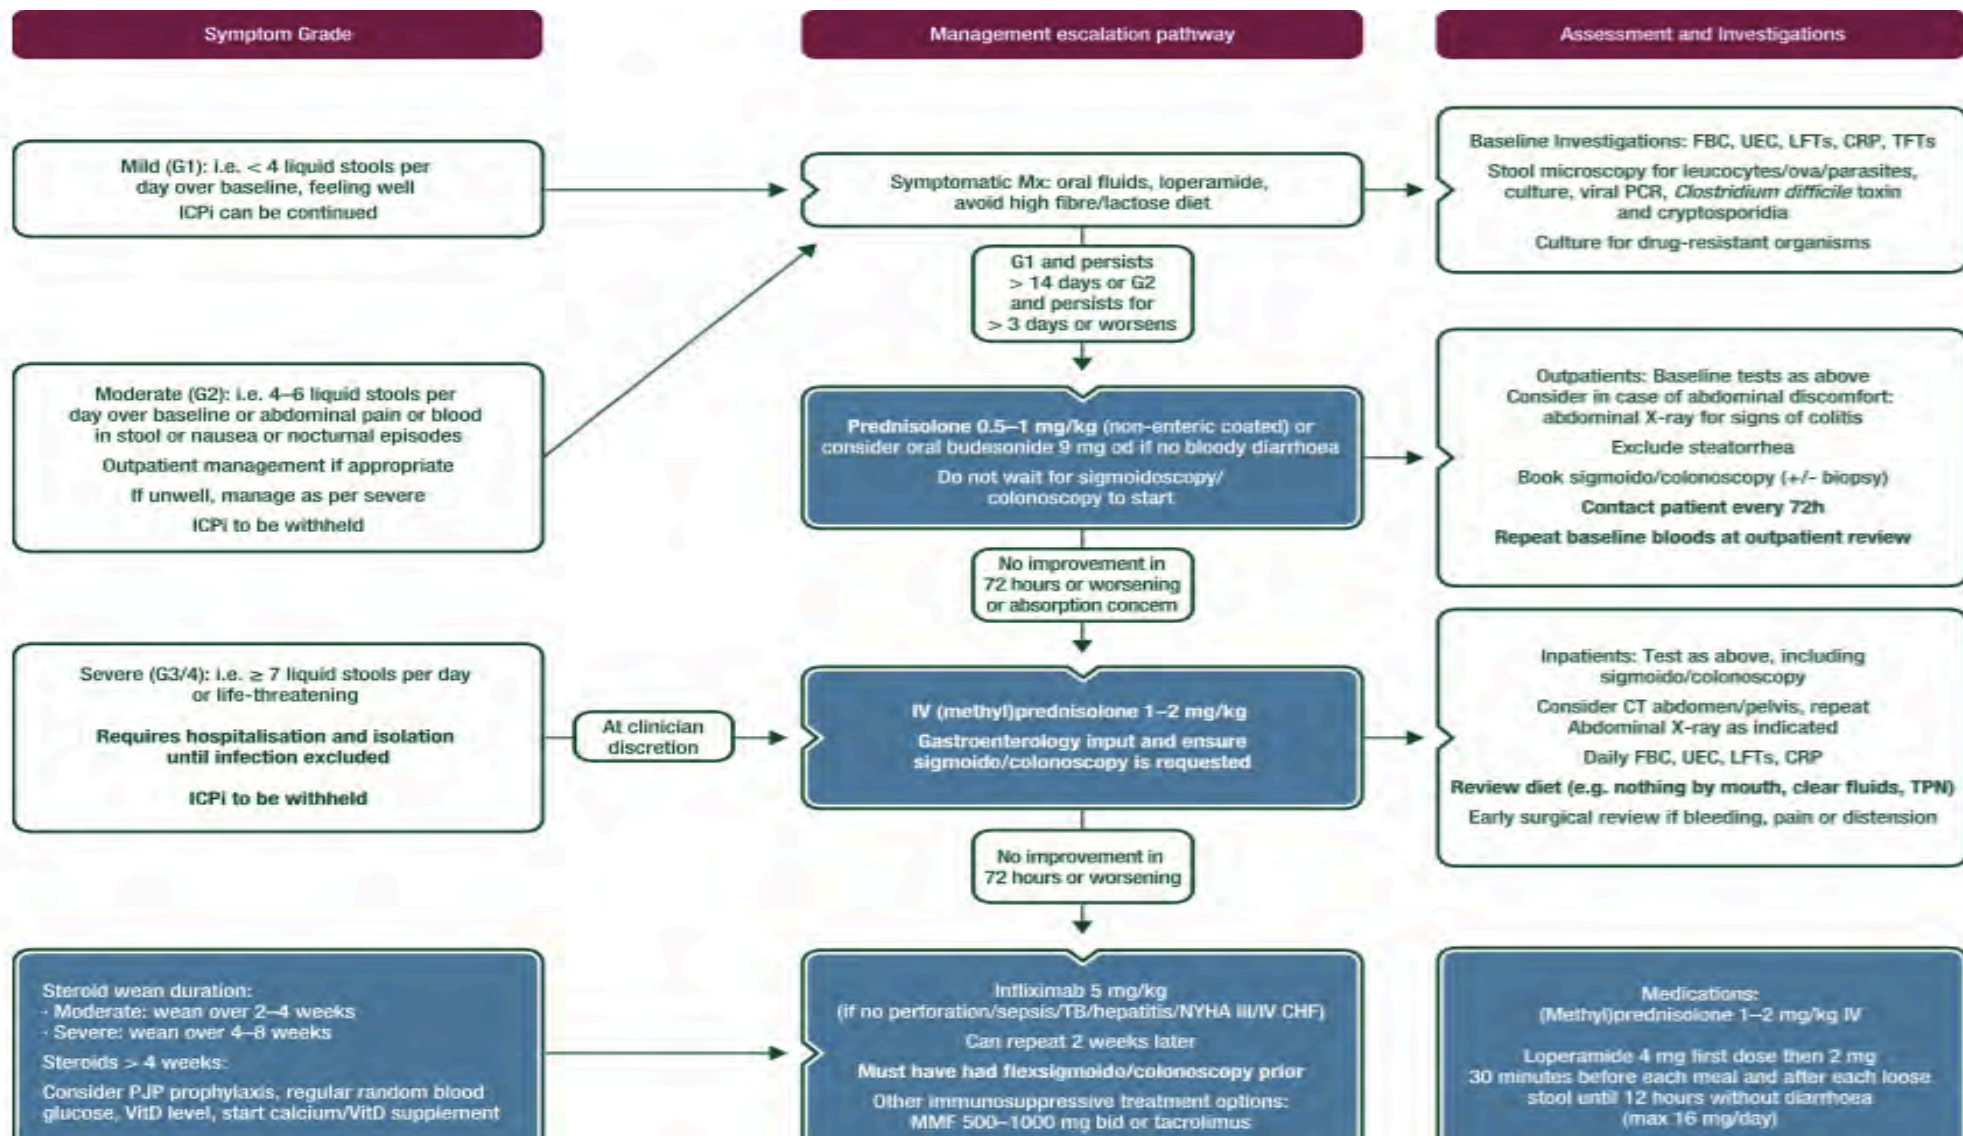 Symptom Grade
Management escalation pathway
Assessment and Investigations
Mild (G1): i.e. < 4 liquid stools per
day over baseline, feeling well
ICPi can be continued
Symptomatic Mx: oral fluids, loperamide,
avoid high fibre/lactose diet
Baseline Investigations: FBC, UEC, LFTs, CRP, TFTs
Stool microscopy for leucocytes/ova/parasites,
culture, viral PCR, Clostridium difficile toxin
and cryptosporidia
Culture for drug-resistant organisms
G1 and persists
> 14 days or G2
and persists for
> 3 days or worsens
Moderate (G2): i.e. 4–6 liquid stools per
day over baseline or abdominal pain or blood
in stool or nausea or nocturnal episodes
Outpatient management if appropriate
If unwell, manage as per severe
ICPi to be withheld
Prednisolone 0.5–1 mg/kg (non-enteric coated) or
consider oral budesonide 9 mg od if no bloody diarrhoea
Do not wait for sigmoidoscopy/
colonoscopy to start
Outpatients: Baseline tests as above
Consider in case of abdominal discomfort:
abdominal X-ray for signs of colitis
Exclude steatorrhea
Book sigmoido/colonoscopy (+/- biopsy)
Contact patient every 72h
Repeat baseline bloods at outpatient review
No improvement in
72 hours or worsening
or absorption concern
Severe (G3/4): i.e. ≥ 7 liquid stools per day
or life-threatening
Requires hospitalisation and isolation
until infection excluded
ICPi to be withheld
At clinician
discretion
IV (methyl)prednisolone 1–2 mg/kg
Gastroenterology input and ensure
sigmoido/colonoscopy is requested
Inpatients: Test as above, including
sigmoido/colonoscopy
Consider CT abdomen/pelvis, repeat
Abdominal X-ray as indicated
Daily FBC, UEC, LFTs, CRP
Review diet (e.g. nothing by mouth, clear fluids, TPN)
Early surgical review if bleeding, pain or distension
No improvement in
72 hours or worsening
Steroid wean duration:
· Moderate: wean over 2–4 weeks
· Severe: wean over 4–8 weeks
Steroids > 4 weeks:
Consider PJP prophylaxis, regular random blood
glucose, VitD level, start calcium/VitD supplement
Infliximab 5 mg/kg
(if no perforation/sepsis/TB/hepatitis/NYHA III/IV CHF)
Can repeat 2 weeks later
Must have had flexsigmoido/colonoscopy prior
Other immunosuppressive treatment options:
MMF 500–1000 mg bid or tacrolimus
Medications:
(Methyl)prednisolone 1–2 mg/kg IV
Loperamide 4 mg first dose then 2 mg
30 minutes before each meal and after each loose
stool until 12 hours without diarrhoea
(max 16 mg/day)